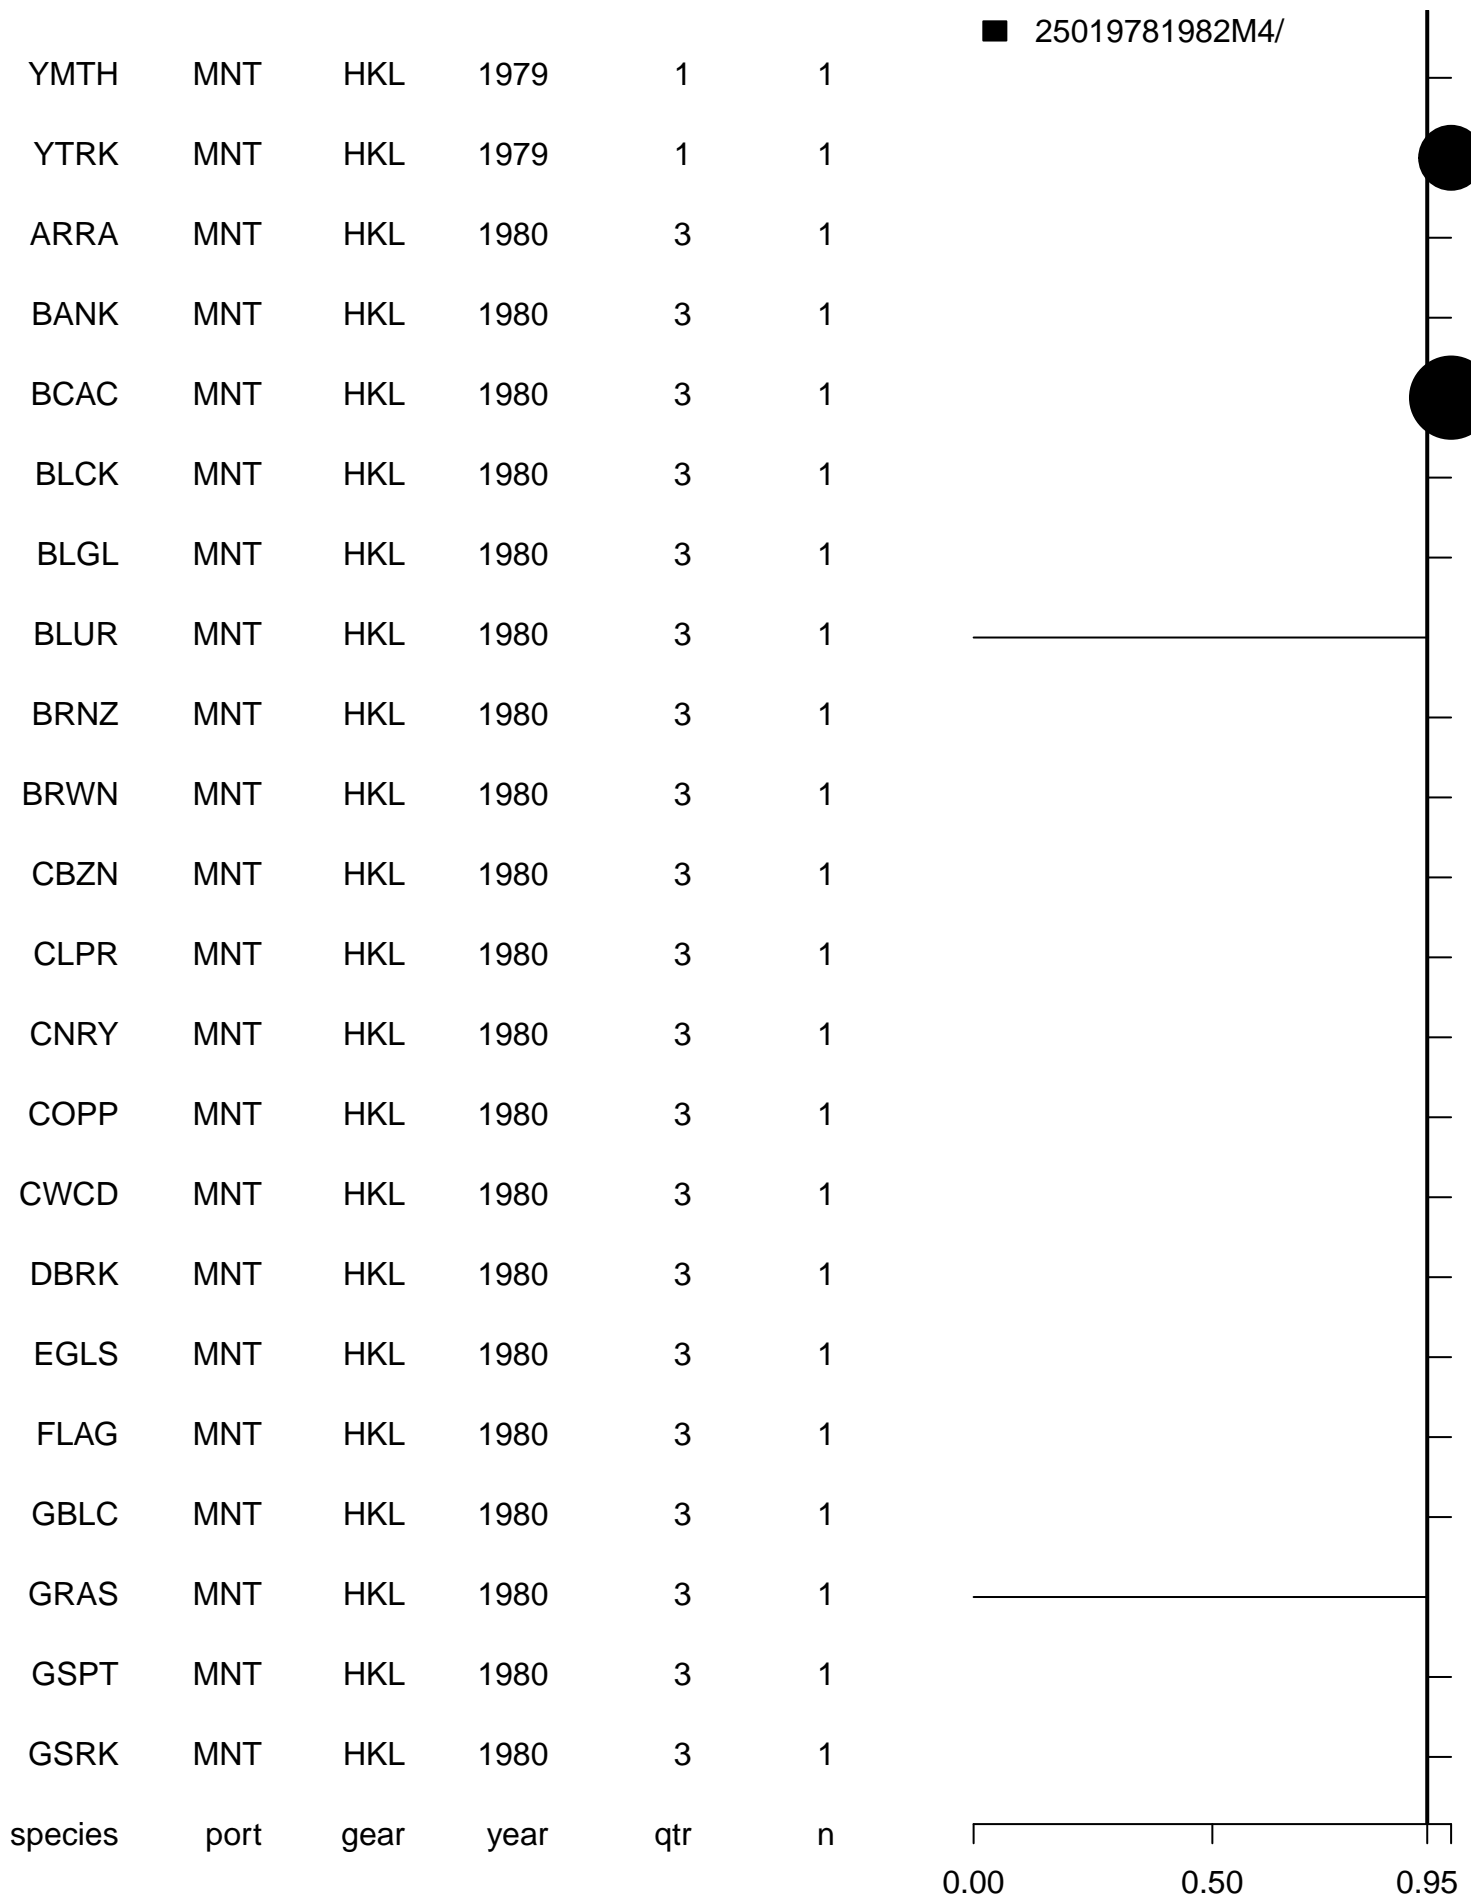 25019781982M4/
YMTH MNT HKL 1979 1 1
YTRK MNT HKL 1979 1 1
ARRA MNT HKL 1980 3 1
BANK MNT HKL 1980 3 1
BCAC MNT HKL 1980 3 1
BLCK MNT HKL 1980 3 1
BLGL MNT HKL 1980 3 1
BLUR MNT HKL 1980 3 1
BRNZ MNT HKL 1980 3 1
BRWN MNT HKL 1980 3 1
CBZN MNT HKL 1980 3 1
CLPR MNT HKL 1980 3 1
CNRY MNT HKL 1980 3 1
COPP MNT HKL 1980 3 1
CWCD MNT HKL 1980 3 1
DBRK MNT HKL 1980 3 1
EGLS MNT HKL 1980 3 1
FLAG MNT HKL 1980 3 1
GBLC MNT HKL 1980 3 1
GRAS MNT HKL 1980 3 1
GSPT MNT HKL 1980 3 1
GSRK MNT HKL 1980 3 1
species port gear year qtr n
0.00 0.50 0.95